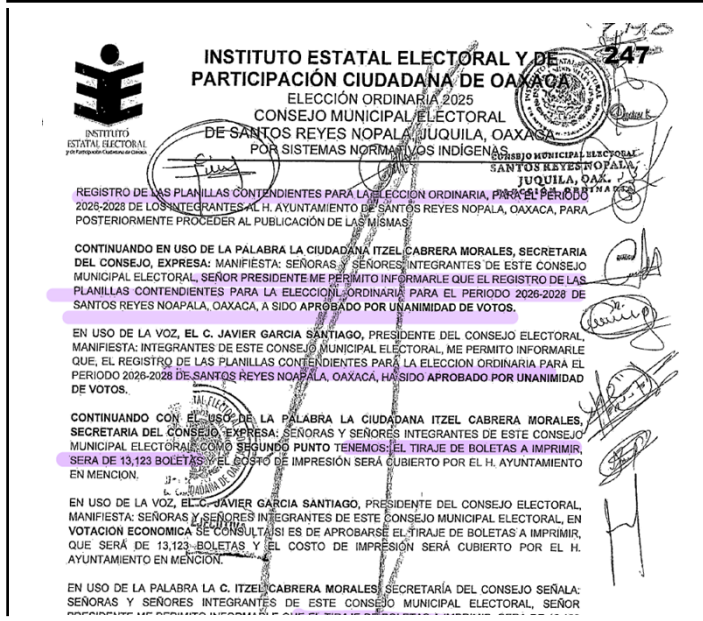 INSTITUTO ESTATAL ELECTORAL Y DE
PARTICIPACIÓN CIUDADANA DE OAXACA
247
ELECCIÓN ORDINARIA 2025
CONSEJO MUNICIPAL ELECTORAL
DE SANTOS REYES NOPALA, JUQUILA, OAXACA
POR SISTEMAS NORMATIVOS INDÍGENAS
INSTITUTO
ESTATAL ELECTORAL
y de Participación Ciudadana de Oaxaca
CONSEJO MUNICIPAL ELECTORAL
SANTOS REYES NOPALA,
JUQUILA, OAX.
REGISTRO DE LAS PLANILLAS CONTENDIENTES PARA LA ELECCION ORDINARIA, PARA EL PERIODO
2026-2028 DE LOS INTEGRANTES AL H. AYUNTAMIENTO DE SANTOS REYES NOPALA, OAXACA, PARA
POSTERIORMENTE PROCEDER AL PUBLICACIÓN DE LAS MISMAS
CONTINUANDO EN USO DE LA PALABRA LA CIUDADANA ITZEL CABRERA MORALES, SECRETARIA
DEL CONSEJO, EXPRESA: MANIFIESTA: SEÑORAS Y SEÑORES INTEGRANTES DE ESTE CONSEJO
MUNICIPAL ELECTORAL, SEÑOR PRESIDENTE ME PERMITO INFORMARLE QUE EL REGISTRO DE LAS
PLANILLAS CONTENDIENTES PARA LA ELECCION ORDINARIA PARA EL PERIODO 2026-2028 DE
SANTOS REYES NOAPALA, OAXACA, A SIDO APROBADO POR UNANIMIDAD DE VOTOS.
EN USO DE LA VOZ, EL C. JAVIER GARCIA SANTIAGO, PRESIDENTE DEL CONSEJO ELECTORAL,
MANIFIESTA: INTEGRANTES DE ESTE CONSEJO MUNICIPAL ELECTORAL, ME PERMITO INFORMARLE
QUE, EL REGISTRO DE LAS PLANILLAS CONTENDIENTES PARA LA ELECCION ORDINARIA PARA EL
PERIODO 2026-2028 DE SANTOS REYES NOAPALA, OAXACA, HA SIDO APROBADO POR UNANIMIDAD
DE VOTOS.
CONTINUANDO CON EL USO DE LA PALABRA LA CIUDADANA ITZEL CABRERA MORALES,
SECRETARIA DEL CONSEJO, EXPRESA: SEÑORAS Y SEÑORES INTEGRANTES DE ESTE CONSEJO
MUNICIPAL ELECTORAL, COMO SEGUNDO PUNTO TENEMOS: EL TIRAJE DE BOLETAS A IMPRIMIR,
SERA DE 13,123 BOLETAS Y EL COSTO DE IMPRESIÓN SERÁ CUBIERTO POR EL H. AYUNTAMIENTO
EN MENCION.
EN USO DE LA VOZ, EL C. JAVIER GARCIA SANTIAGO, PRESIDENTE DEL CONSEJO ELECTORAL,
MANIFIESTA: SEÑORAS Y SEÑORES INTEGRANTES DE ESTE CONSEJO MUNICIPAL ELECTORAL, EN
VOTACION ECONOMICA SE CONSULTA SI ES DE APROBARSE EL TIRAJE DE BOLETAS A IMPRIMIR,
QUE SERÁ DE 13,123 BOLETAS Y EL COSTO DE IMPRESIÓN SERÁ CUBIERTO POR EL H.
AYUNTAMIENTO EN MENCIÓN.
EN USO DE LA PALABRA LA C. ITZEL CABRERA MORALES, SECRETARÍA DEL CONSEJO SEÑALA:
SEÑORAS Y SEÑORES INTEGRANTES DE ESTE CONSEJO MUNICIPAL ELECTORAL, SEÑOR